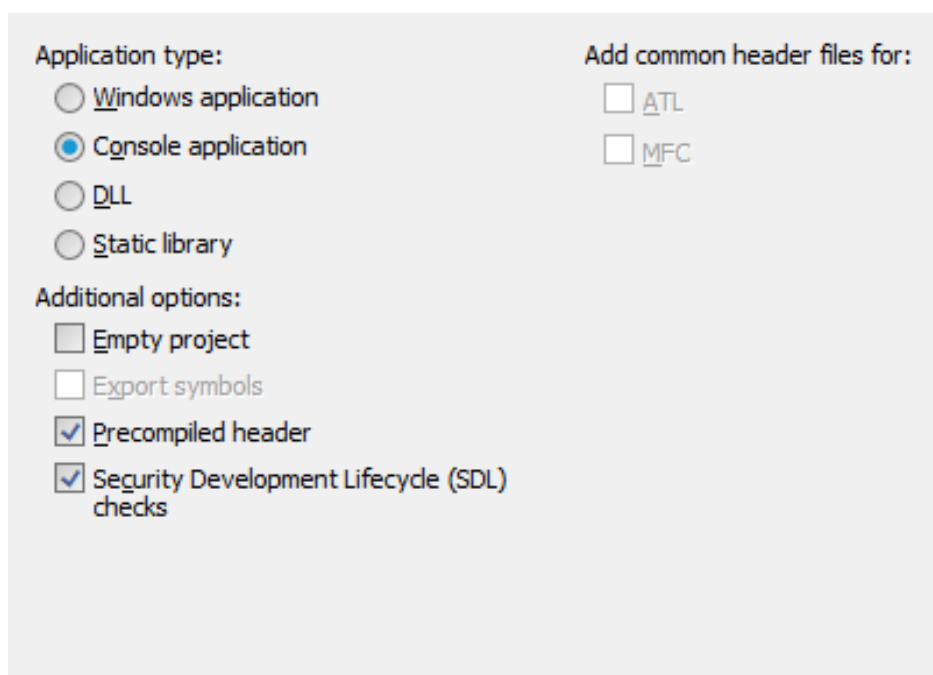 Application type:
Windows application
Console application
DLL
Static library
Additional options:
Empty project
Export symbols
Precompiled header
Security Development Lifecycle (SDL)
checks
Add common header files for:
ATL
MFC